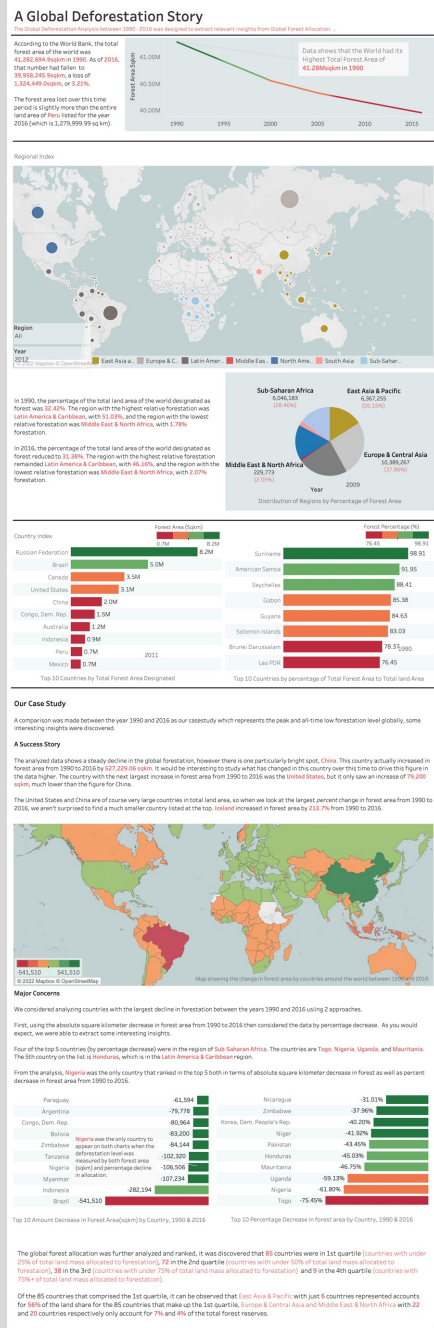 A Global Deforestation Story
The Global Deforestation Analysis between 1990 - 2016 was designed to extract relevant insights from Global Forest Allocation ...
According to the World Bank, the total
forest area of the world was
41,282,694.9sqkm in 1990. As of 2016,
that number had fallen to
39,958,245.9sqkm, a loss of
1,324,449.0sqkm, or 3.21%.
The forest area lost over this time
period is slightly more than the entire
land area of Peru listed for the year
2016 (which is 1,279,999.99 sq km).
Forest Area Sqkm
41.00M
40.50M
40.00M
Data shows that the World had its
Highest Total Forest Area of
41.28Msqkm in 1990
1990
1995
2000
2005
2010
2015
Regional Index
Region
All
Year
2012
© 2022 Mapbox © OpenStreetMap
East Asia a..
Europe & C..
Latin Amer..
Middle Eas..
North Ame..
South Asia
Sub-Sahar..
In 1990, the percentage of the total land area of the world designated as
forest was 32.42%. The region with the highest relative forestation was
Latin America & Caribbean, with 51.03%, and the region with the lowest
relative forestation was Middle East & North Africa, with 1.78%
forestation.
In 2016, the percentage of the total land area of the world designated as
forest reduced to 31.38%. The region with the highest relative forestation
remainded Latin America & Caribbean, with 46.16%, and the region with the
lowest relative forestation was Middle East & North Africa, with 2.07%
forestation.
Sub-Saharan Africa
6,046,183
(28.46%)
East Asia & Pacific
6,367,255
(26.19%)
Middle East & North Africa
229,773
(2.05%)
Europe & Central Asia
10,389,267
(37.86%)
Year
2009
Distribution of Regions by Percentage of Forest Area
Country Index
Forest Area (Sqkm)
0.7M
8.2M
Russian Federation 8.2M
Brazil 5.0M
Canada 3.5M
United States 3.1M
China 2.0M
Congo, Dem. Rep. 1.5M
Australia 1.2M
Indonesia 0.9M
Peru 0.7M
Mexico 0.7M
2011
Top 10 Countries by Total Forest Area Designated
Forest Percentage (%)
76.45
98.91
Suriname 98.91
American Samoa 91.95
Seychelles 88.41
Gabon 85.38
Guyana 84.63
Solomon Islands 83.03
Brunei Darussalam 78.37
1990
Lao PDR 76.45
Top 10 Countries by percentage of Total Forest Area to Total land Area
Our Case Study
A comparison was made between the year 1990 and 2016 as our casestudy which represents the peak and all-time low forestation level globally, some
interesting insights were discovered.
A Success Story
The analyzed data shows a steady decline in the global forestation, however there is one particularly bright spot, China. This country actually increased in
forest area from 1990 to 2016 by 527,229.06 sqkm. It would be interesting to study what has changed in this country over this time to drive this figure in
the data higher. The country with the next largest increase in forest area from 1990 to 2016 was the United States, but it only saw an increase of 79,200
sqkm, much lower than the figure for China.
The United States and China are of course very large countries in total land area, so when we look at the largest percent change in forest area from 1990 to
2016, we aren't surprised to find a much smaller country listed at the top. Iceland increased in forest area by 213.7% from 1990 to 2016.
-541,510
541,510
© 2022 Mapbox © OpenStreetMap
Map showing the change in forest area by countries around the world between 1990 and 2016
Major Concerns
We considered analyzing countries with the largest decline in forestation between the years 1990 and 2016 usiing 2 approaches.
First, using the absolute square kilometer decrease in forest area from 1990 to 2016 then considered the data by percentage decrease. As you would
expect, we were able to extract some interesting insights.
Four of the top 5 countries (by percentage decrease) were in the region of Sub-Saharan Africa. The countries are Togo, Nigeria, Uganda, and Mauritania.
The 5th country on the list is Honduras, which is in the Latin America & Caribbean region.
From the analysis, Nigeria was the only country that ranked in the top 5 both in terms of absolute square kilometer decrease in forest as well as percent
decrease in forest area from 1990 to 2016.
Paraguay -61,594
Argentina -79,778
Congo, Dem. Rep. -80,964
Bolivia -83,200
Zimbabwe -84,144
Tanzania -102,320
Nigeria -106,506
Myanmar -107,234
Indonesia -282,194
Brazil -541,510
Nigeria was the only country to
appear on both charts when the
deforestation level was
measured by both forest area
(sqkm) and percentage decline
in allocation.
Top 10 Amount Decrease in Forest Area(sqkm) by Country, 1990 & 2016
Nicaragua -31.01%
Zimbabwe -37.96%
Korea, Dem. People's Rep. -40.20%
Niger -41.92%
Pakistan -43.45%
Honduras -45.03%
Mauritania -46.75%
Uganda -59.13%
Nigeria -61.80%
Togo -75.45%
Top 10 Percentage Decrease in forest area by Country, 1990 & 2016
The global forest allocation was further analyzed and ranked, it was discovered that 85 countries were in 1st quartile (countries with under
25% of total land mass allocated to forestation), 72 in the 2nd quartile (countries with under 50% of total land mass allocated to
forestaion), 38 in the 3rd (countries with under 75% of total land mass allocated to forestation) and 9 in the 4th quartile (countries with
75%+ of total land mass allocated to forestation).
Of the 85 countries that comprised the 1st quartile, it can be observed that East Asia & Pacific with just 6 countries represented accounts
for 56% of the land share for the 85 countries that make up the 1st quartile, Europe & Central Asia and Middle East & North Africa with 22
and 20 countries respectively only account for 7% and 4% of the total forest reserves.